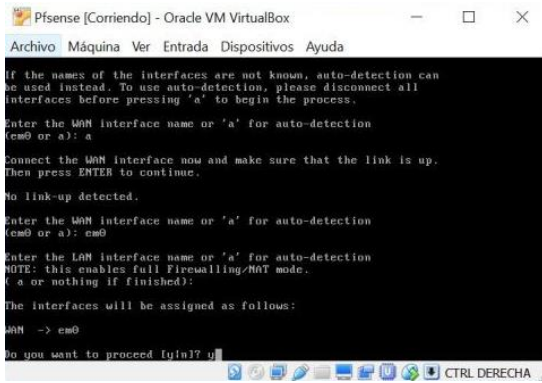 Pfsense [Corriendo] - Oracle VM VirtualBox
Archivo Máquina Ver Entrada Dispositivos Ayuda
If the names of the interfaces are not known, auto-detection can
be used instead. To use auto-detection, please disconnect all
interfaces before pressing 'a' to begin the process.
Enter the WAN interface name or 'a' for auto-detection
(em0 or a): a
Connect the WAN interface now and make sure that the link is up.
Then press ENTER to continue.
No link-up detected.
Enter the WAN interface name or 'a' for auto-detection
(em0 or a): em0
Enter the LAN interface name or 'a' for auto-detection
NOTE: this enables full Firewalling/NAT mode.
( a or nothing if finished):
The interfaces will be assigned as follows:
WAN -> em0
Do you want to proceed [y|n]? y
CTRL DERECHA